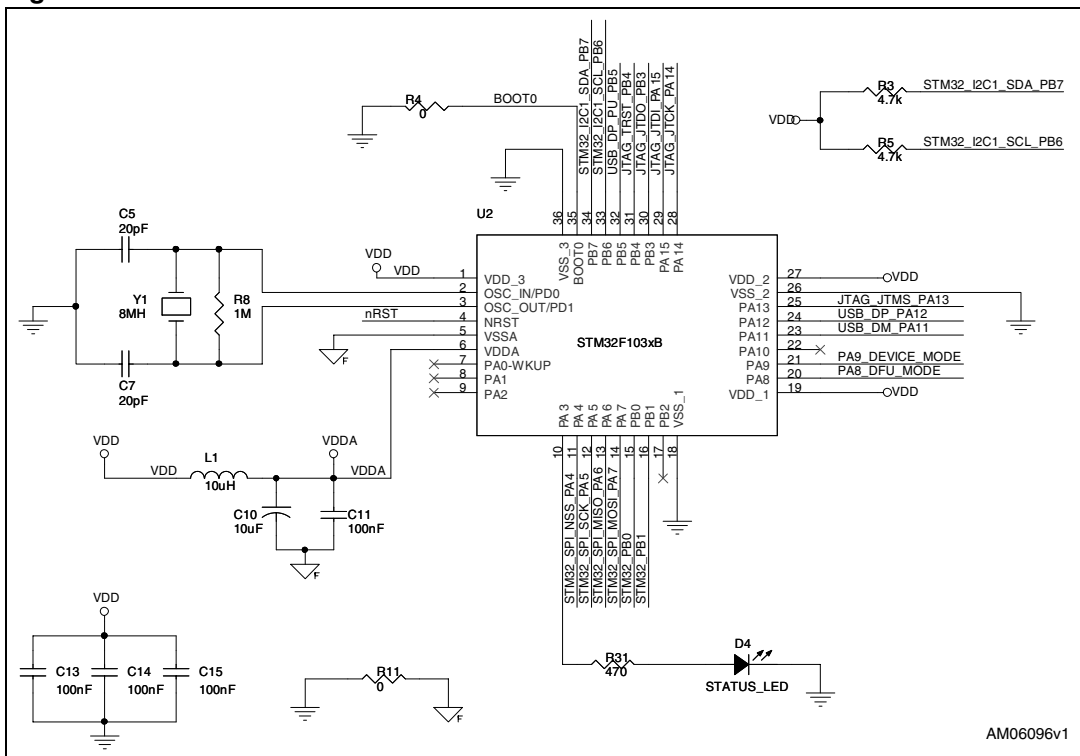 STM32_I2C1_SDA_PB7
STM32_I2C1_SCL_PB6
USB_DP_PU_PB5
JTAG_TRST_PB4
JTAG_JTDO_PB3
JTAG_JTDI_PA15
JTAG_JTCK_PA14
R4
0
BOOT0
R3
4.7k
STM32_I2C1_SDA_PB7
VDD
R5
4.7k
STM32_I2C1_SCL_PB6
U2
36
35
34
33
32
31
30
29
28
VSS_3
BOOT0
PB7
PB6
PB5
PB4
PB3
PA15
PA14
C5
20pF
Y1
8MH
R8
1M
C7
20pF
VDD
VDD
1
VDD_3
2
OSC_IN/PD0
3
OSC_OUT/PD1
nRST
4
NRST
5
VSSA
F
6
VDDA
7
PA0-WKUP
8
PA1
9
PA2
STM32F103xB
VDD_2
27
VDD
VSS_2
26
PA13
25
JTAG_JTMS_PA13
PA12
24
USB_DP_PA12
PA11
23
USB_DM_PA11
PA10
22
PA9
21
PA9_DEVICE_MODE
PA8
20
PA8_DFU_MODE
VDD_1
19
VDD
PA3
PA4
PA5
PA6
PA7
PB0
PB1
PB2
VSS_1
10
11
12
13
14
15
16
17
18
STM32_SPI_NSS_PA4
STM32_SPI_SCK_PA5
STM32_SPI_MISO_PA6
STM32_SPI_MOSI_PA7
STM32_PB0
STM32_PB1
VDD
VDD
L1
10uH
VDDA
VDDA
C10
10uF
C11
100nF
F
VDD
C13
100nF
C14
100nF
C15
100nF
R11
0
F
R31
470
D4
STATUS_LED
AM06096v1